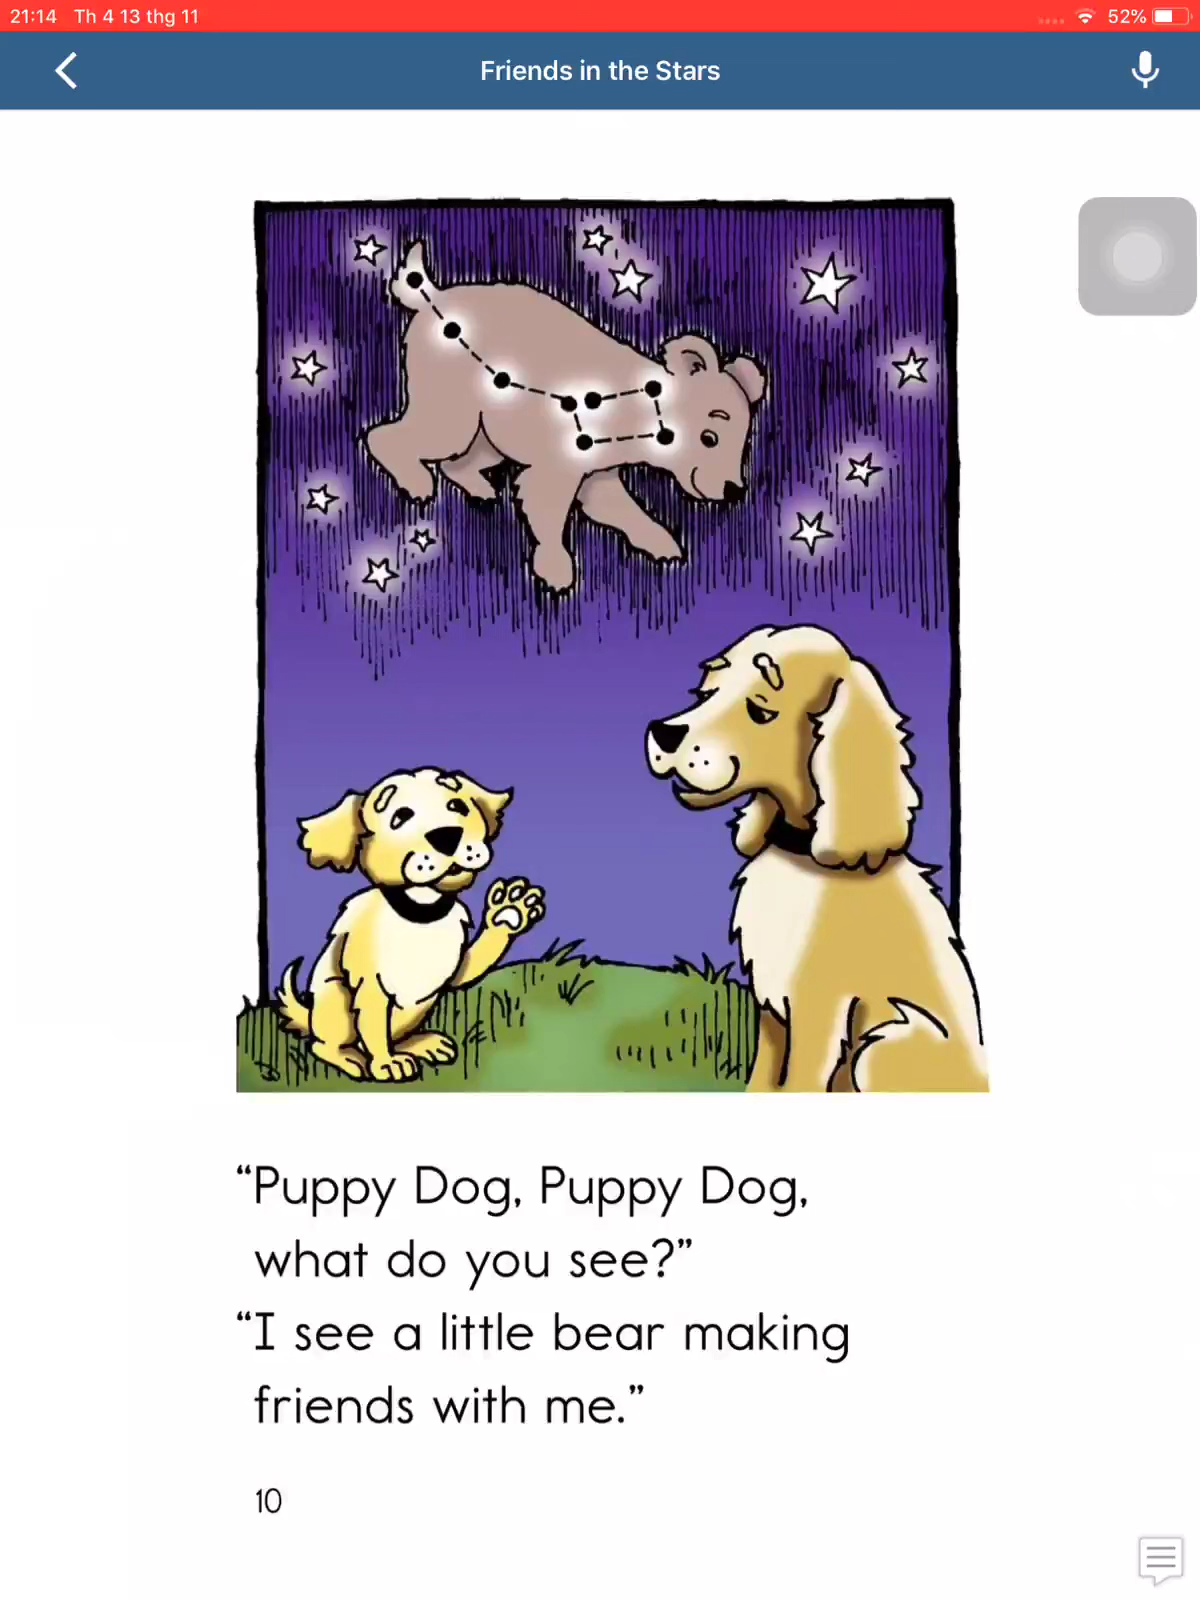 21:14 Th 4 13 thg 11 52%
Friends in the Stars
“Puppy Dog, Puppy Dog,
what do you see?”
“I see a little bear making
friends with me.”
10